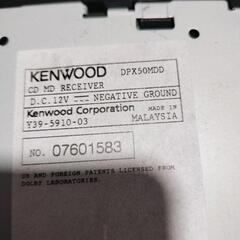 KENWOOD DPX50MDD
CD MD RECEIVER
D.C. 12V --- NEGATIVE GROUND
Kenwood Corporation MADE IN
Y39-5910-03 MALAYSIA
NO. 07601583
US AND FOREIGN PATENTS LICENSED FROM
DOLBY LABORATORIES.